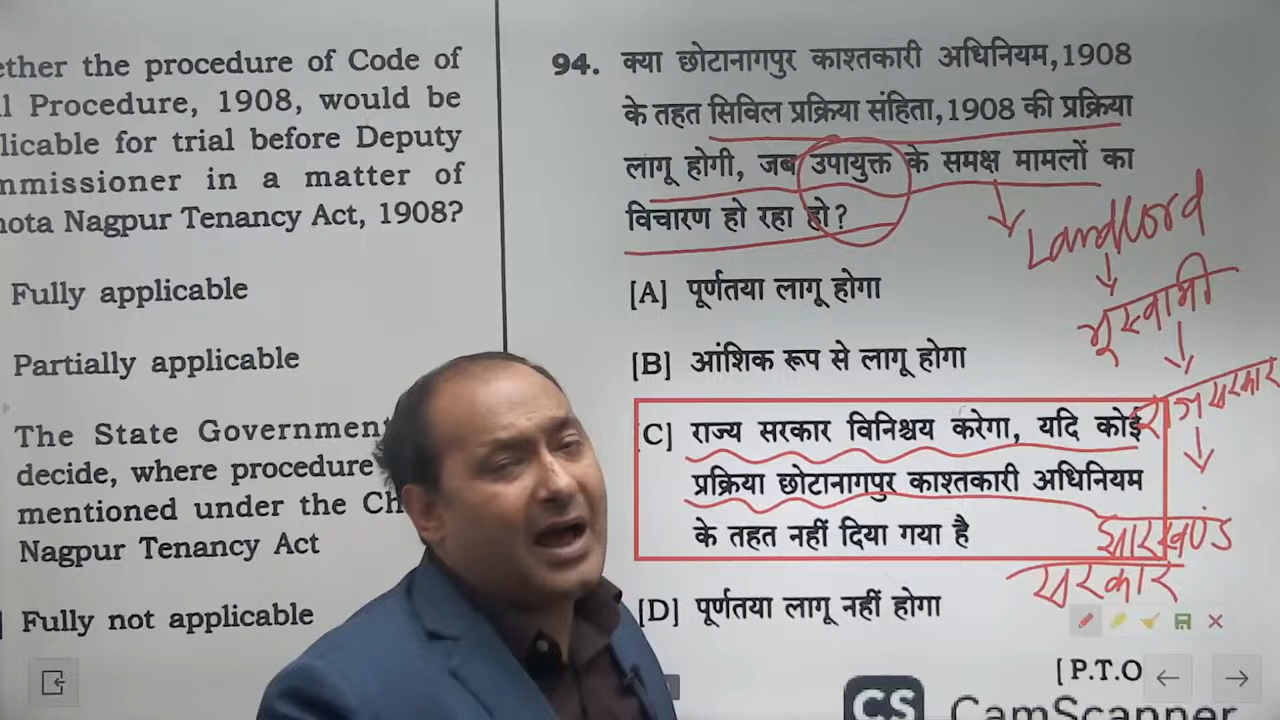 ether the procedure of Code of
l Procedure, 1908, would be
licable for trial before Deputy
mmissioner in a matter of
nota Nagpur Tenancy Act, 1908?
Fully applicable
Partially applicable
The State Government
decide, where procedure
mentioned under the Ch
Nagpur Tenancy Act
Fully not applicable
94. क्या छोटानागपुर काश्तकारी अधिनियम, 1908
के तहत सिविल प्रक्रिया संहिता, 1908 की प्रक्रिया
लागू होगी, जब उपायुक्त के समक्ष मामलों का
विचारण हो रहा हो?
[A] पूर्णतया लागू होगा
[B] आंशिक रूप से लागू होगा
C] राज्य सरकार विनिश्चय करेगा, यदि कोई
प्रक्रिया छोटानागपुर काश्तकारी अधिनियम
के तहत नहीं दिया गया है
[D] पूर्णतया लागू नहीं होगा
Landlord
भूस्वामी
सरकार
सरकार
[ P.T.O
CS CamScanner